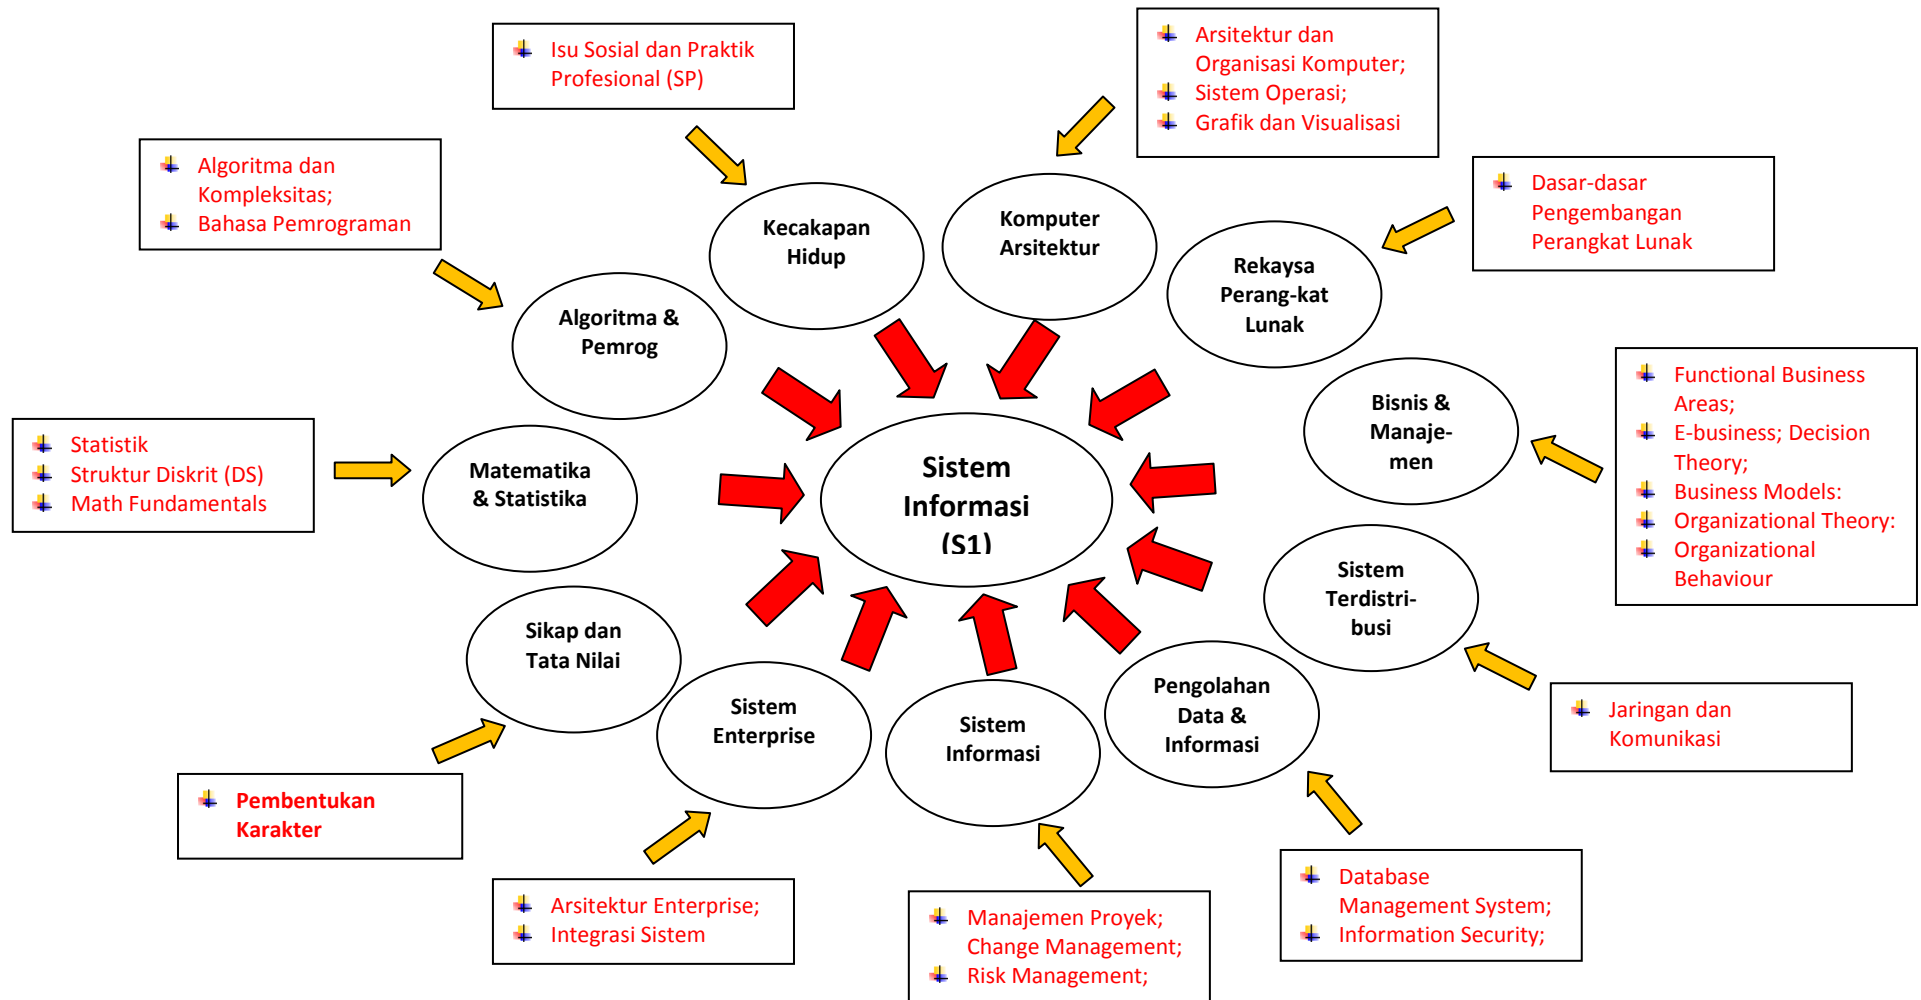 Isu Sosial dan Praktik
Profesional (SP)
Arsitektur dan
Organisasi Komputer;
Sistem Operasi;
Grafik dan Visualisasi
Algoritma dan
Kompleksitas;
Bahasa Pemrograman
Dasar-dasar
Pengembangan
Perangkat Lunak
Kecakapan
Hidup
Komputer
Arsitektur
Rekaysa
Perang-kat
Lunak
Algoritma &
Pemrog
Bisnis &
Manaje-
men
Functional Business
Areas;
E-business; Decision
Theory;
Business Models:
Organizational Theory:
Organizational
Behaviour
Statistik
Struktur Diskrit (DS)
Math Fundamentals
Matematika
& Statistika
Sistem
Informasi
(S1)
Sistem
Terdistri-
busi
Sikap dan
Tata Nilai
Sistem
Enterprise
Sistem
Informasi
Pengolahan
Data &
Informasi
Jaringan dan
Komunikasi
Pembentukan
Karakter
Arsitektur Enterprise;
Integrasi Sistem
Manajemen Proyek;
Change Management;
Risk Management;
Database
Management System;
Information Security;